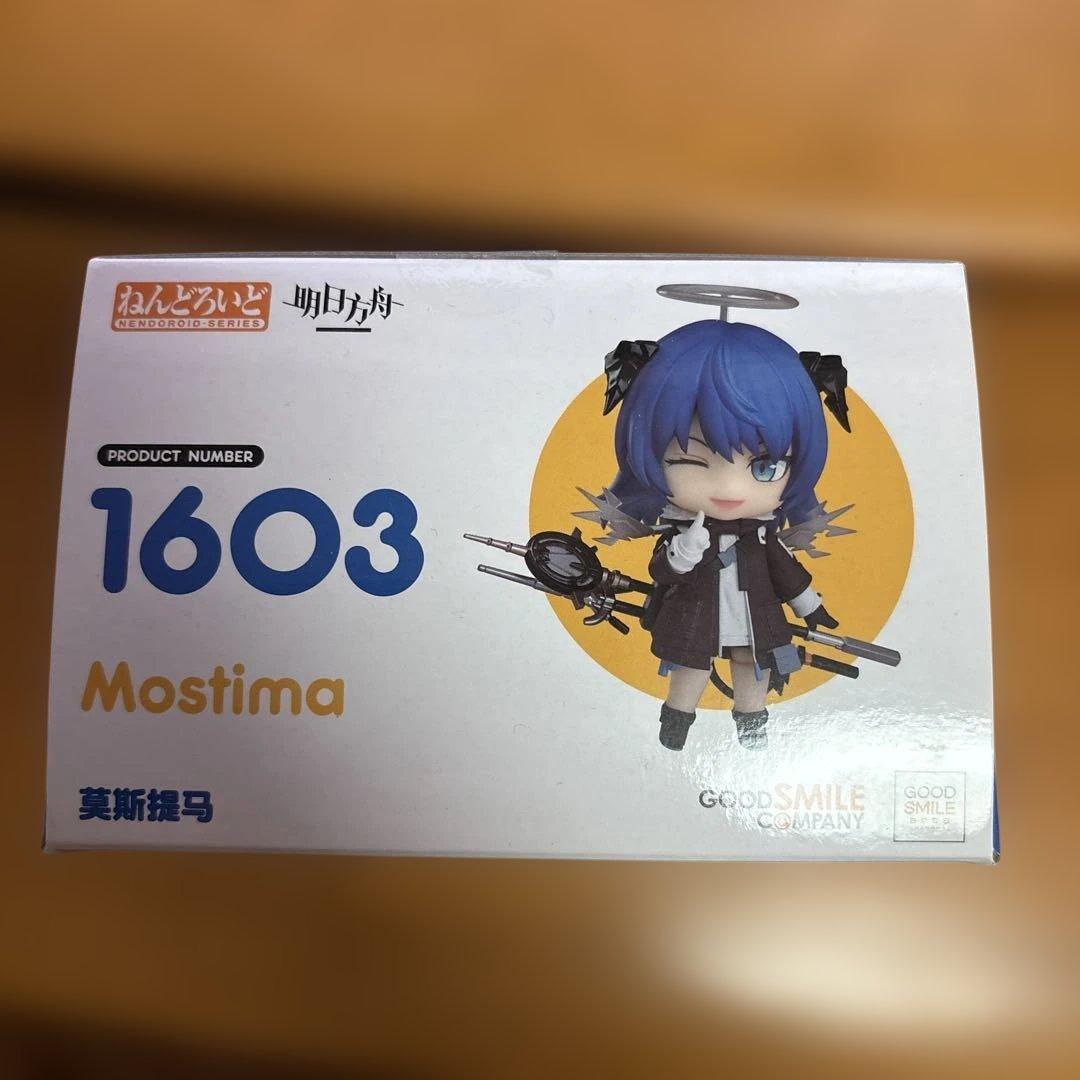 ねんどろいど
NENDOROID-SERIES
明日方舟
PRODUCT NUMBER
1603
Mostima
莫斯提马
GOOD SMILE
COMPANY
GOOD
SMILE
arts